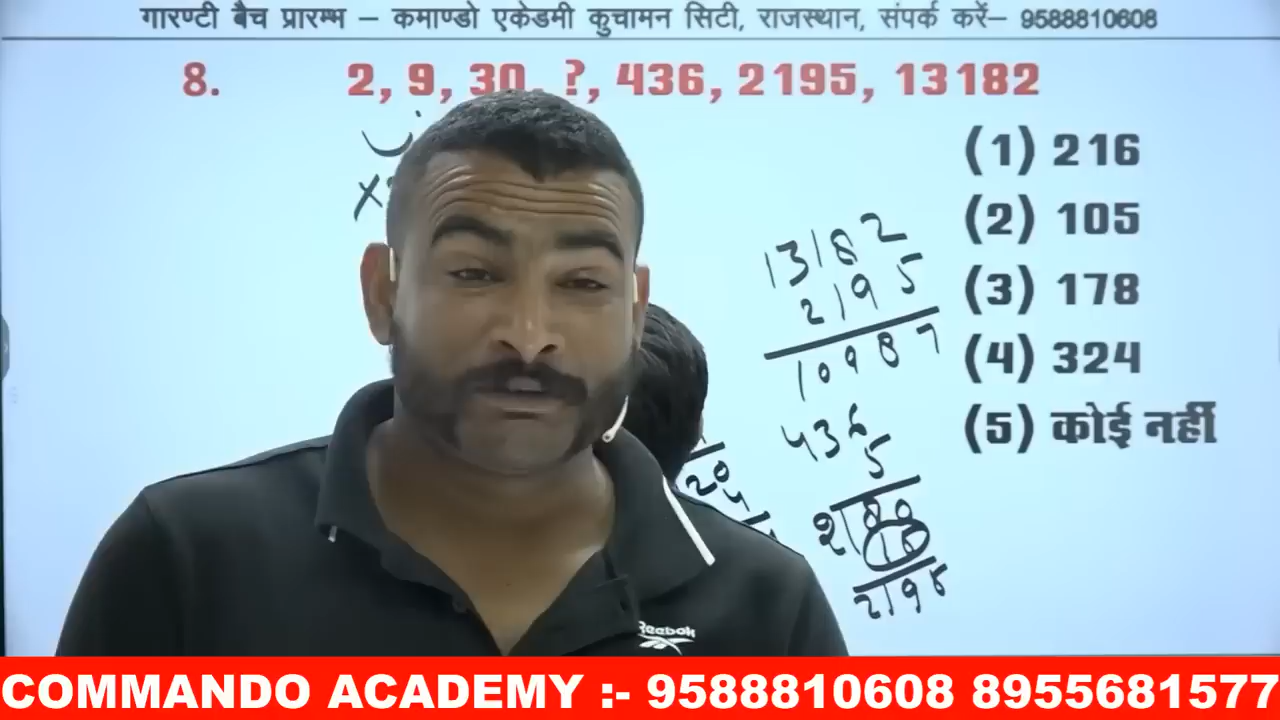 गारण्टी बैच प्रारम्भ – कमाण्डो एकेडमी कुचामन सिटी, राजस्थान, संपर्क करें– 9588810608
8. 2, 9, 30, ?, 436, 2195, 13182
(1) 216
(2) 105
(3) 178
(4) 324
(5) कोई नहीं
13182
2195
10987
436
5
2180
15
2195
Reebok
COMMANDO ACADEMY :- 9588810608 8955681577